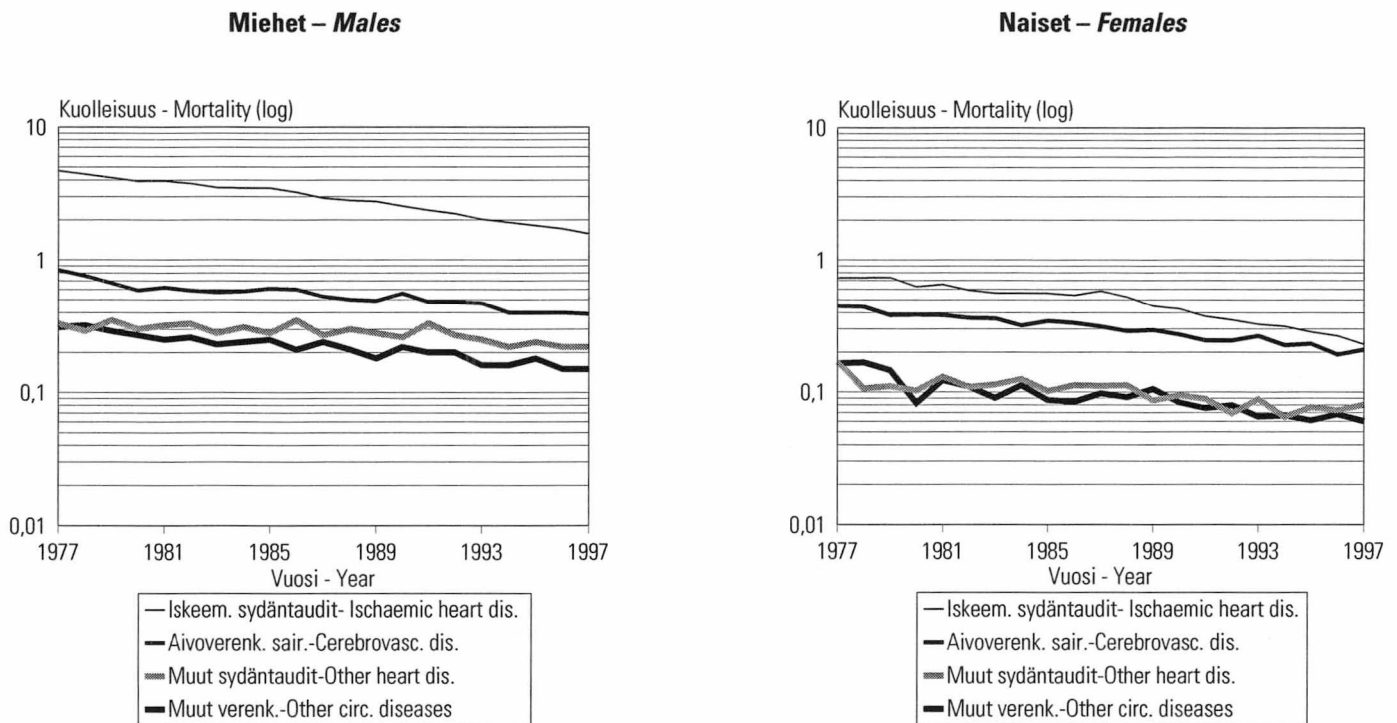 Miehet – Males
Kuolleisuus - Mortality (log)
10
1
0,1
0,01
1977 1981 1985 1989 1993 1997
Vuosi - Year
Iskeem. sydäntaudit- Ischaemic heart dis.
Aivoverenk. sair.-Cerebrovasc. dis.
Muut sydäntaudit-Other heart dis.
Muut verenk.-Other circ. diseases
Naiset – Females
Kuolleisuus - Mortality (log)
10
1
0,1
0,01
1977 1981 1985 1989 1993 1997
Vuosi - Year
Iskeem. sydäntaudit- Ischaemic heart dis.
Aivoverenk. sair.-Cerebrovasc. dis.
Muut sydäntaudit-Other heart dis.
Muut verenk.-Other circ. diseases